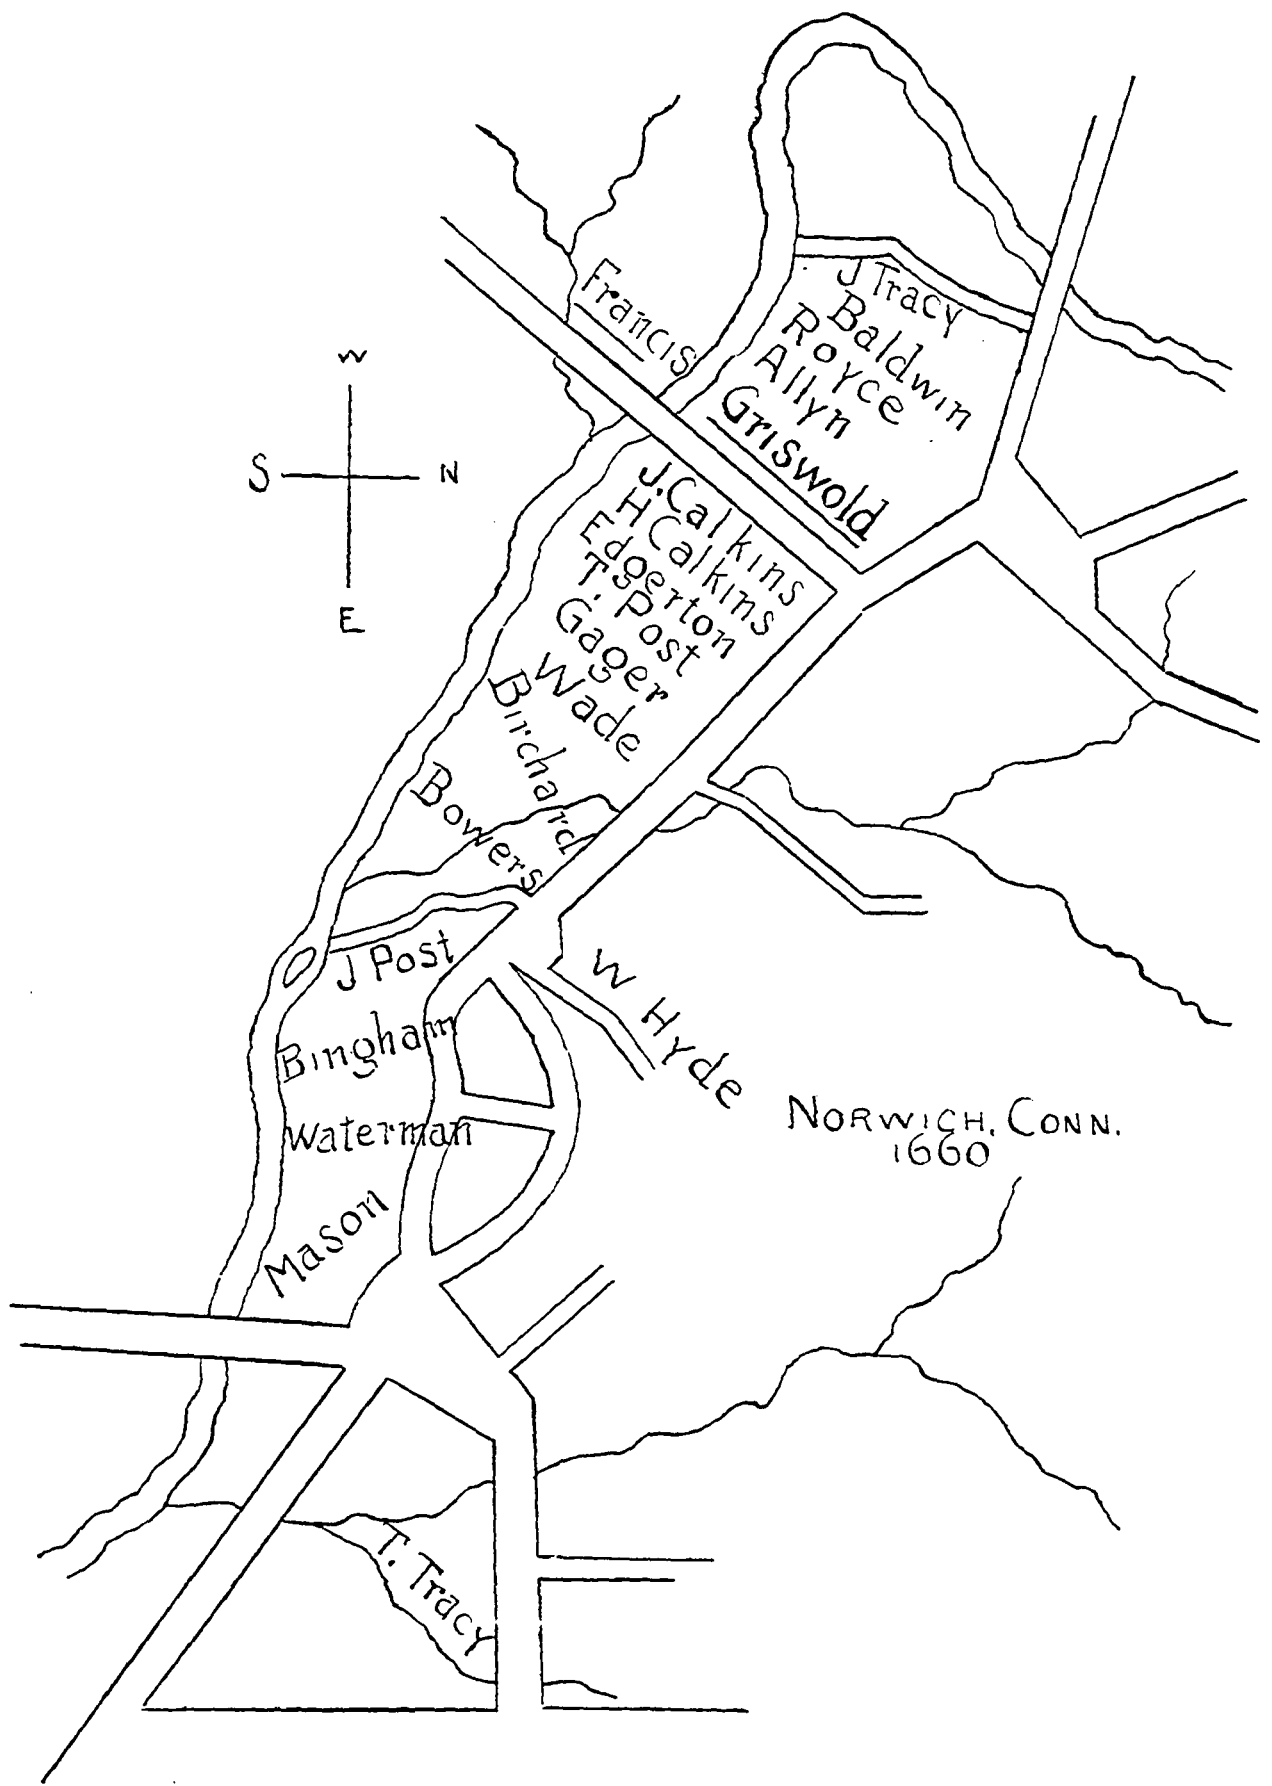 Francis
J Tracy
Baldwin
Royce
Allyn
Griswold
W
S
N
E
J. Calkins
H Calkins
Edgerton
T. Post
Gager
Wade
Birchard
Bowers
J Post
W Hyde
Bingham
Waterman
Mason
NORWICH. CONN.
1660
T. Tracy